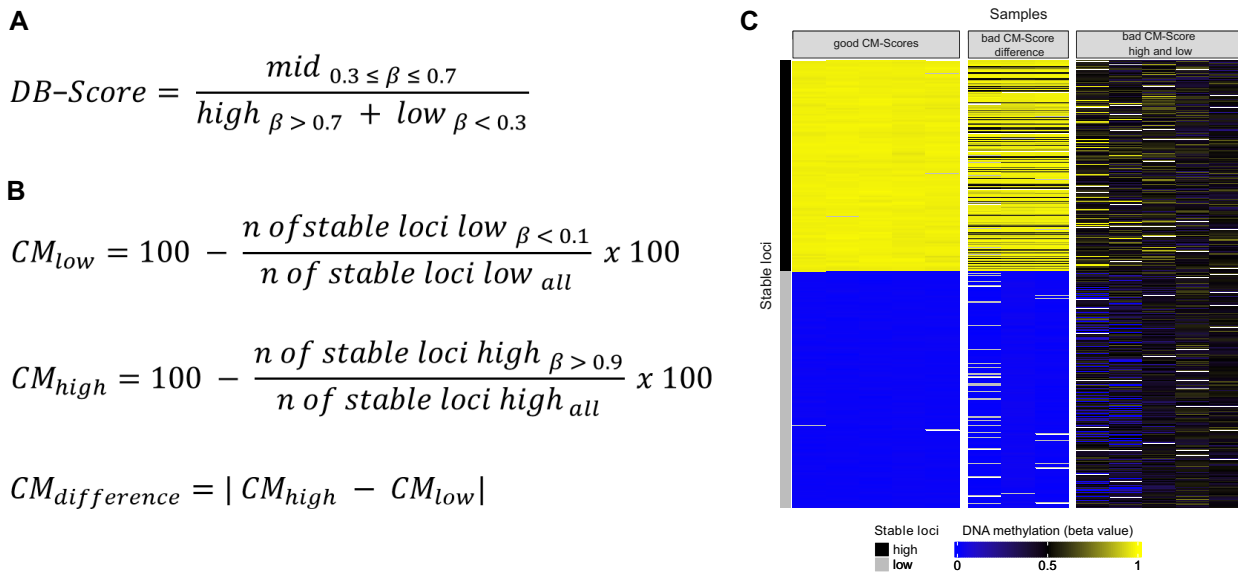 A
DB–Score = mid 0.3 ≤ β ≤ 0.7 / high β > 0.7 + low β < 0.3
B
CM_low = 100 − n of stable loci low β < 0.1 / n of stable loci low all x 100
CM_high = 100 − n of stable loci high β > 0.9 / n of stable loci high all x 100
CM_difference = | CM_high − CM_low|
C
Samples
good CM-Scores
bad CM-Score
difference
bad CM-Score
high and low
Stable loci
Stable loci
high
low
DNA methylation (beta value)
0 0.5 1